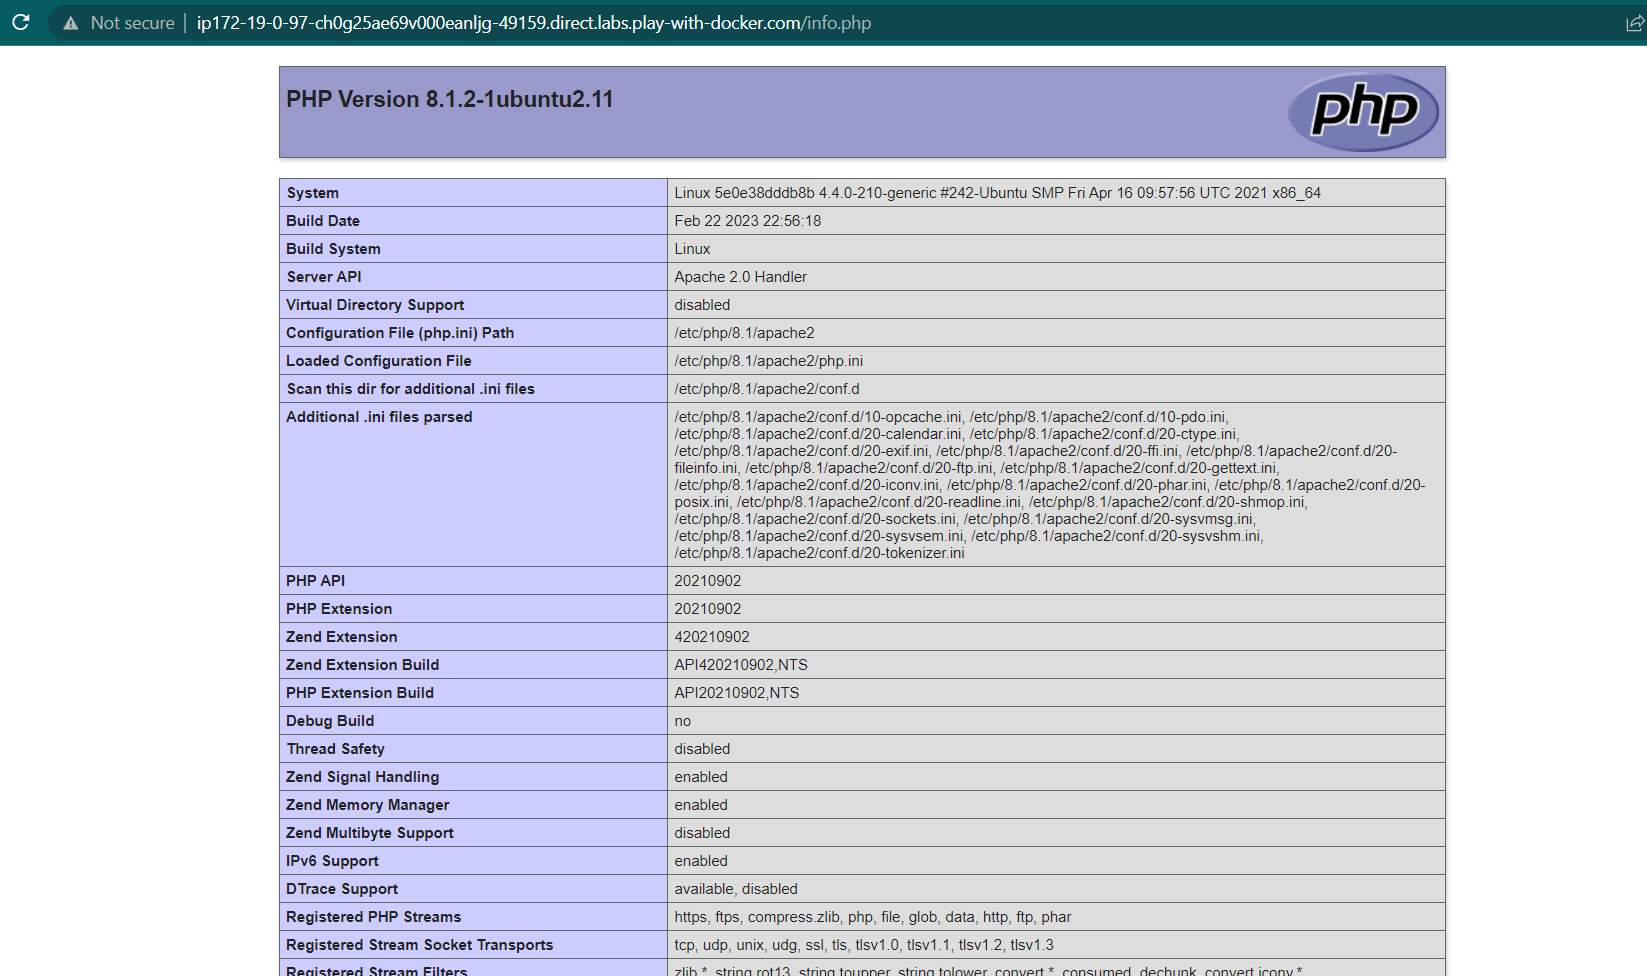 Not secure | ip172-19-0-97-ch0g25ae69v000eanljg-49159.direct.labs.play-with-docker.com/info.php
PHP Version 8.1.2-1ubuntu2.11
php
System Linux 5e0e38dddb8b 4.4.0-210-generic #242-Ubuntu SMP Fri Apr 16 09:57:56 UTC 2021 x86_64
Build Date Feb 22 2023 22:56:18
Build System Linux
Server API Apache 2.0 Handler
Virtual Directory Support disabled
Configuration File (php.ini) Path /etc/php/8.1/apache2
Loaded Configuration File /etc/php/8.1/apache2/php.ini
Scan this dir for additional .ini files /etc/php/8.1/apache2/conf.d
Additional .ini files parsed /etc/php/8.1/apache2/conf.d/10-opcache.ini, /etc/php/8.1/apache2/conf.d/10-pdo.ini,
/etc/php/8.1/apache2/conf.d/20-calendar.ini, /etc/php/8.1/apache2/conf.d/20-ctype.ini,
/etc/php/8.1/apache2/conf.d/20-exif.ini, /etc/php/8.1/apache2/conf.d/20-ffi.ini, /etc/php/8.1/apache2/conf.d/20-
fileinfo.ini, /etc/php/8.1/apache2/conf.d/20-ftp.ini, /etc/php/8.1/apache2/conf.d/20-gettext.ini,
/etc/php/8.1/apache2/conf.d/20-iconv.ini, /etc/php/8.1/apache2/conf.d/20-phar.ini, /etc/php/8.1/apache2/conf.d/20-
posix.ini, /etc/php/8.1/apache2/conf.d/20-readline.ini, /etc/php/8.1/apache2/conf.d/20-shmop.ini,
/etc/php/8.1/apache2/conf.d/20-sockets.ini, /etc/php/8.1/apache2/conf.d/20-sysvmsg.ini,
/etc/php/8.1/apache2/conf.d/20-sysvsem.ini, /etc/php/8.1/apache2/conf.d/20-sysvshm.ini,
/etc/php/8.1/apache2/conf.d/20-tokenizer.ini
PHP API 20210902
PHP Extension 20210902
Zend Extension 420210902
Zend Extension Build API420210902,NTS
PHP Extension Build API20210902,NTS
Debug Build no
Thread Safety disabled
Zend Signal Handling enabled
Zend Memory Manager enabled
Zend Multibyte Support disabled
IPv6 Support enabled
DTrace Support available, disabled
Registered PHP Streams https, ftps, compress.zlib, php, file, glob, data, http, ftp, phar
Registered Stream Socket Transports tcp, udp, unix, udg, ssl, tls, tlsv1.0, tlsv1.1, tlsv1.2, tlsv1.3
Registered Stream Filters zlib.*, string.rot13, string.toupper, string.tolower, convert.*, consumed, dechunk, convert.iconv.*